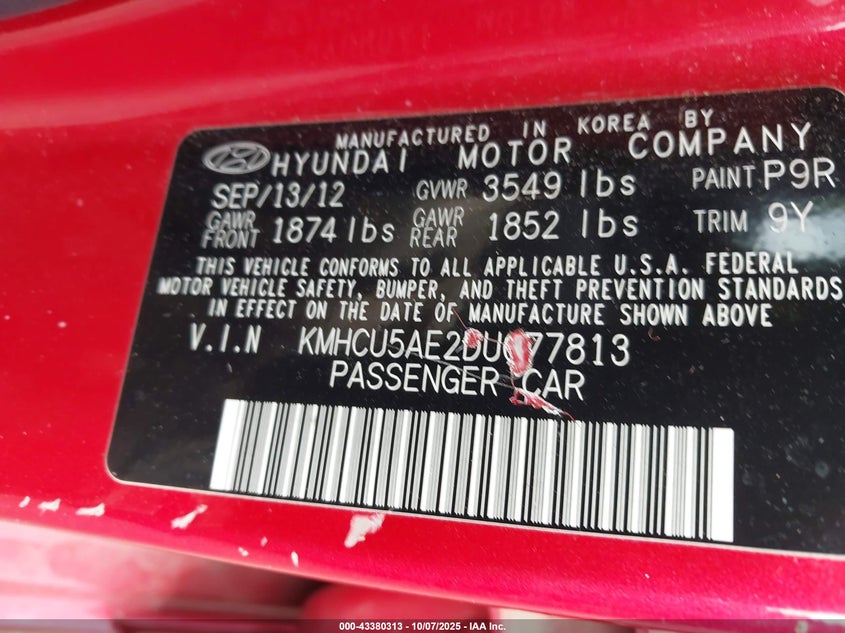 MANUFACTURED IN KOREA BY
HYUNDAI MOTOR COMPANY
SEP/13/12 GVWR 3549 lbs PAINT P9R
GAWR FRONT 1874 lbs GAWR REAR 1852 lbs TRIM 9Y
THIS VEHICLE CONFORMS TO ALL APPLICABLE U.S.A. FEDERAL
MOTOR VEHICLE SAFETY, BUMPER, AND THEFT PREVENTION STANDARDS
IN EFFECT ON THE DATE OF MANUFACTURE SHOWN ABOVE
V.I.N KMHCU5AE2DU077813
PASSENGER CAR
000-43380313 - 10/07/2025 - IAA Inc.